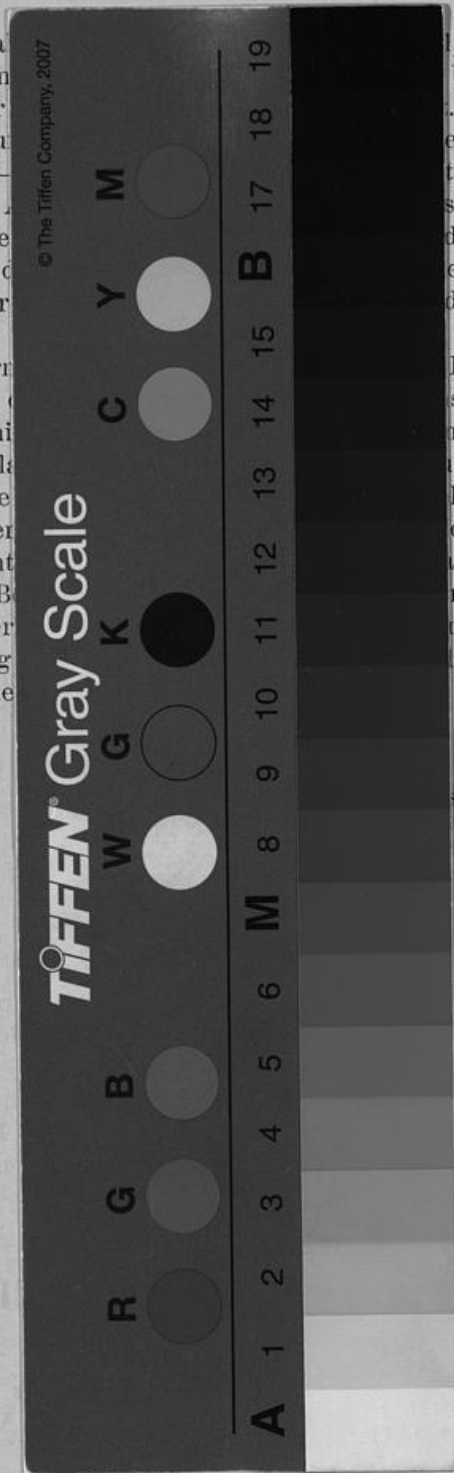 © The Tiffen Company, 2007
TIFFEN® Gray Scale
R G B W G K C Y M
A 1 2 3 4 5 6 M 8 9 10 11 12 13 14 15 B 17 18 19